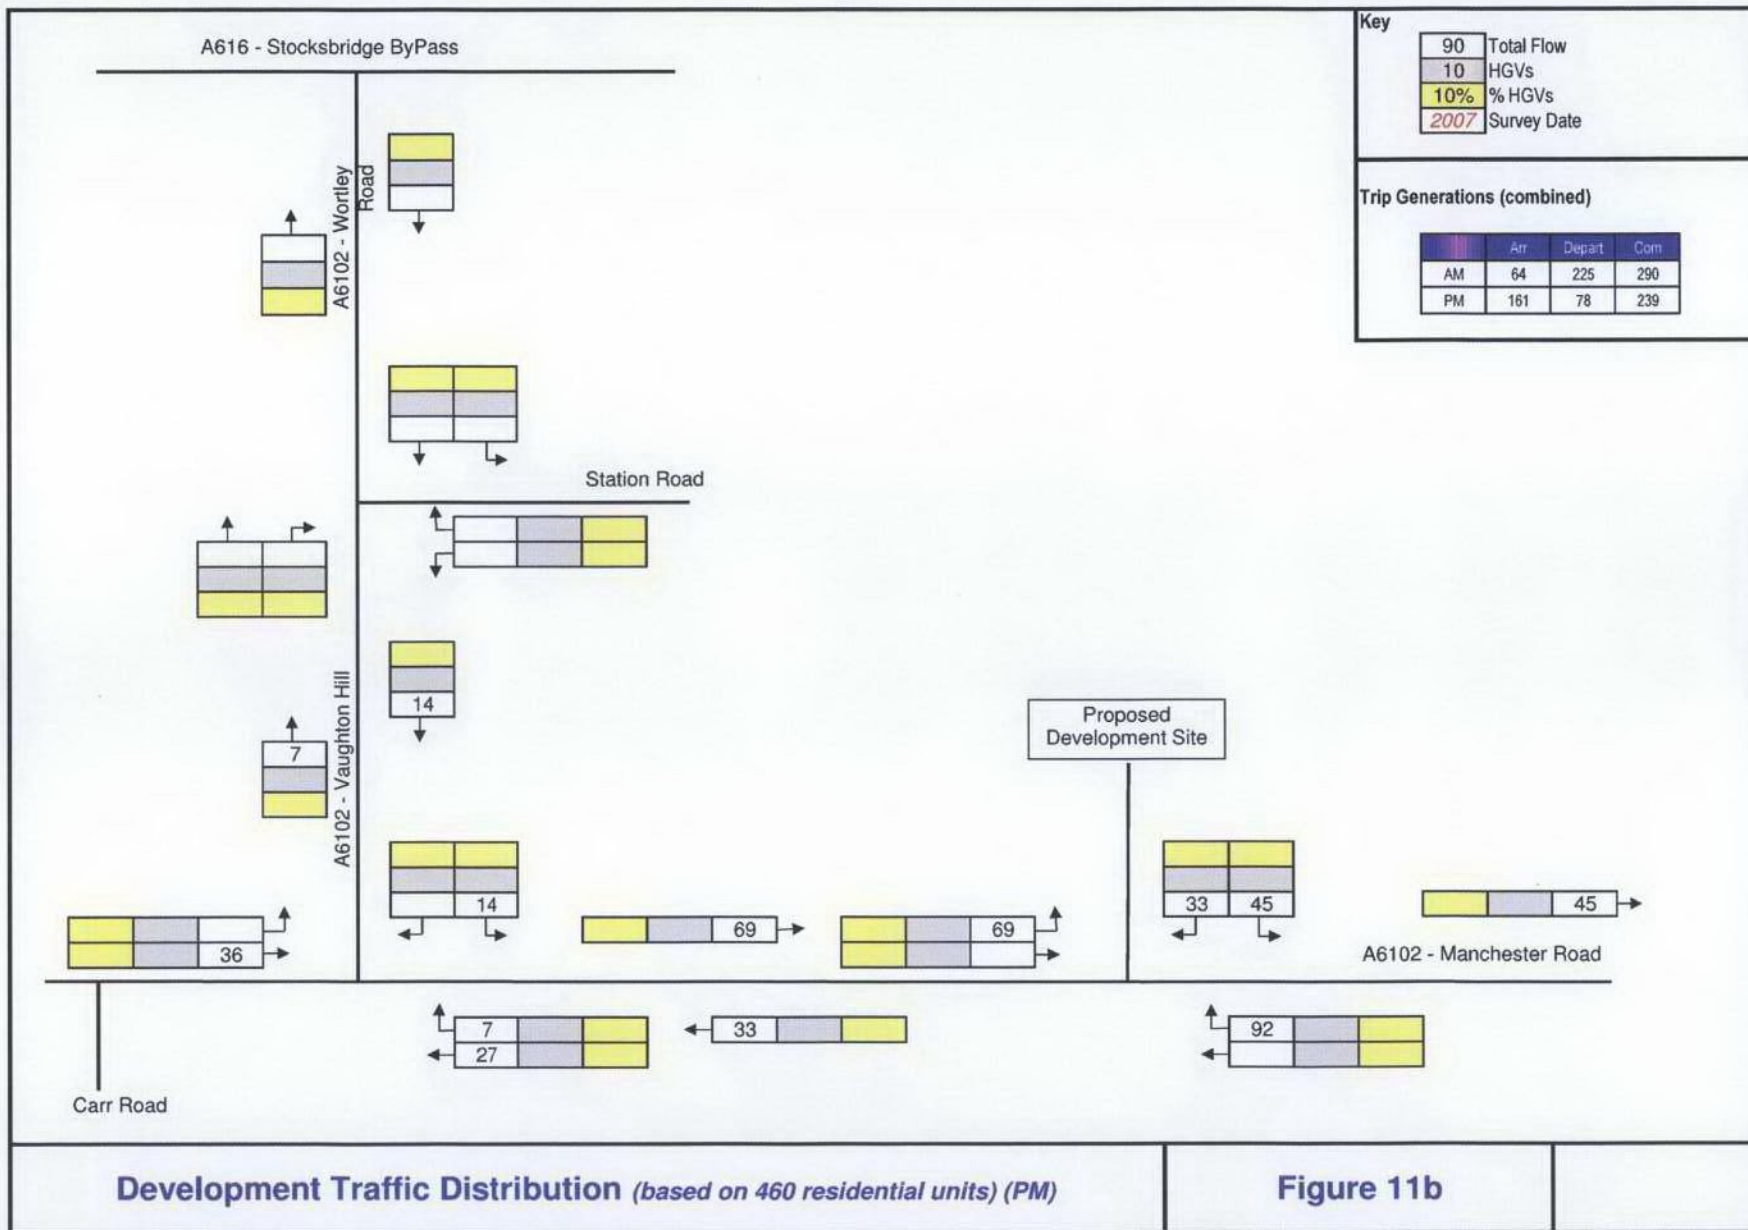 A616 - Stocksbridge ByPass
Key
90 Total Flow
10 HGVs
10% % HGVs
2007 Survey Date
Trip Generations (combined)
Arr Depart Com
AM 64 225 290
PM 161 78 239
A6102 - Wortley
Road
Station Road
14
7
A6102 - Vaughton Hill
Proposed
Development Site
14
33 45
69
69
45
36
A6102 - Manchester Road
7
27
33
92
Carr Road
Development Traffic Distribution (based on 460 residential units) (PM)
Figure 11b